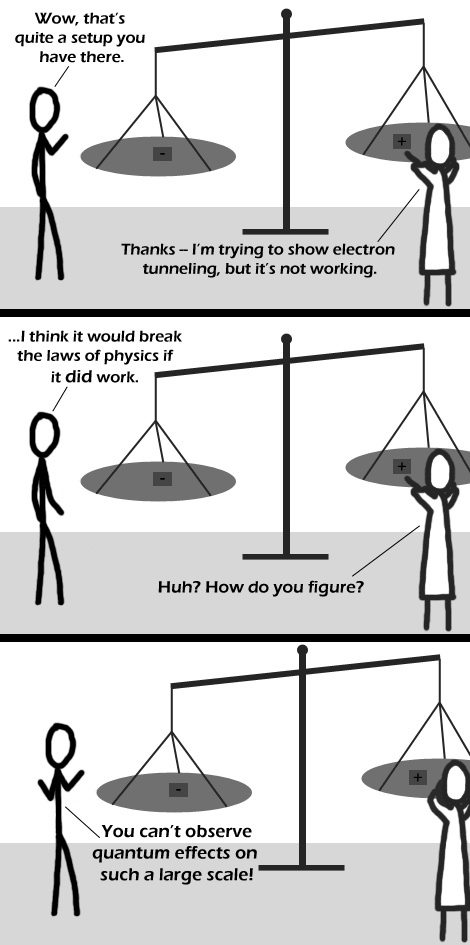 Wow, that's
quite a setup you
have there.
-
+
Thanks – I'm trying to show electron
tunneling, but it's not working.
...I think it would break
the laws of physics if
it did work.
-
+
Huh? How do you figure?
-
+
You can't observe
quantum effects on
such a large scale!